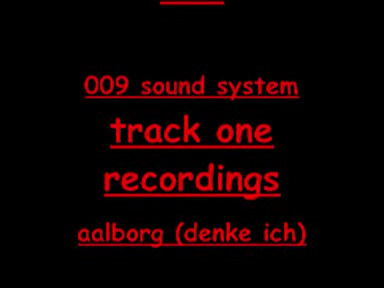 009 sound system
track one
recordings
aalborg (denke ich)